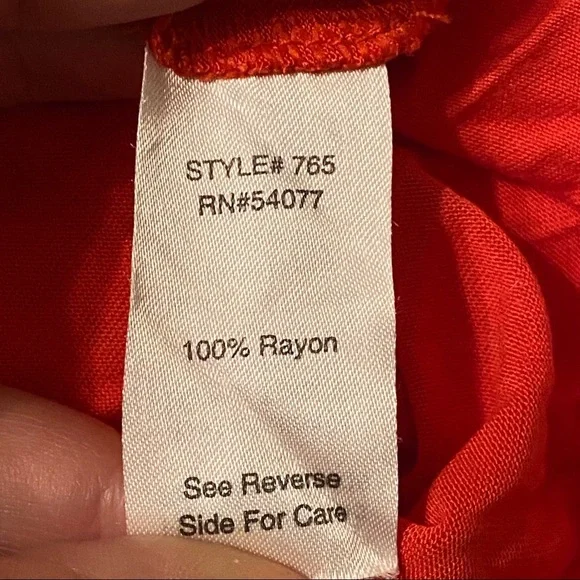 STYLE# 765
RN#54077
100% Rayon
See Reverse
Side For Care